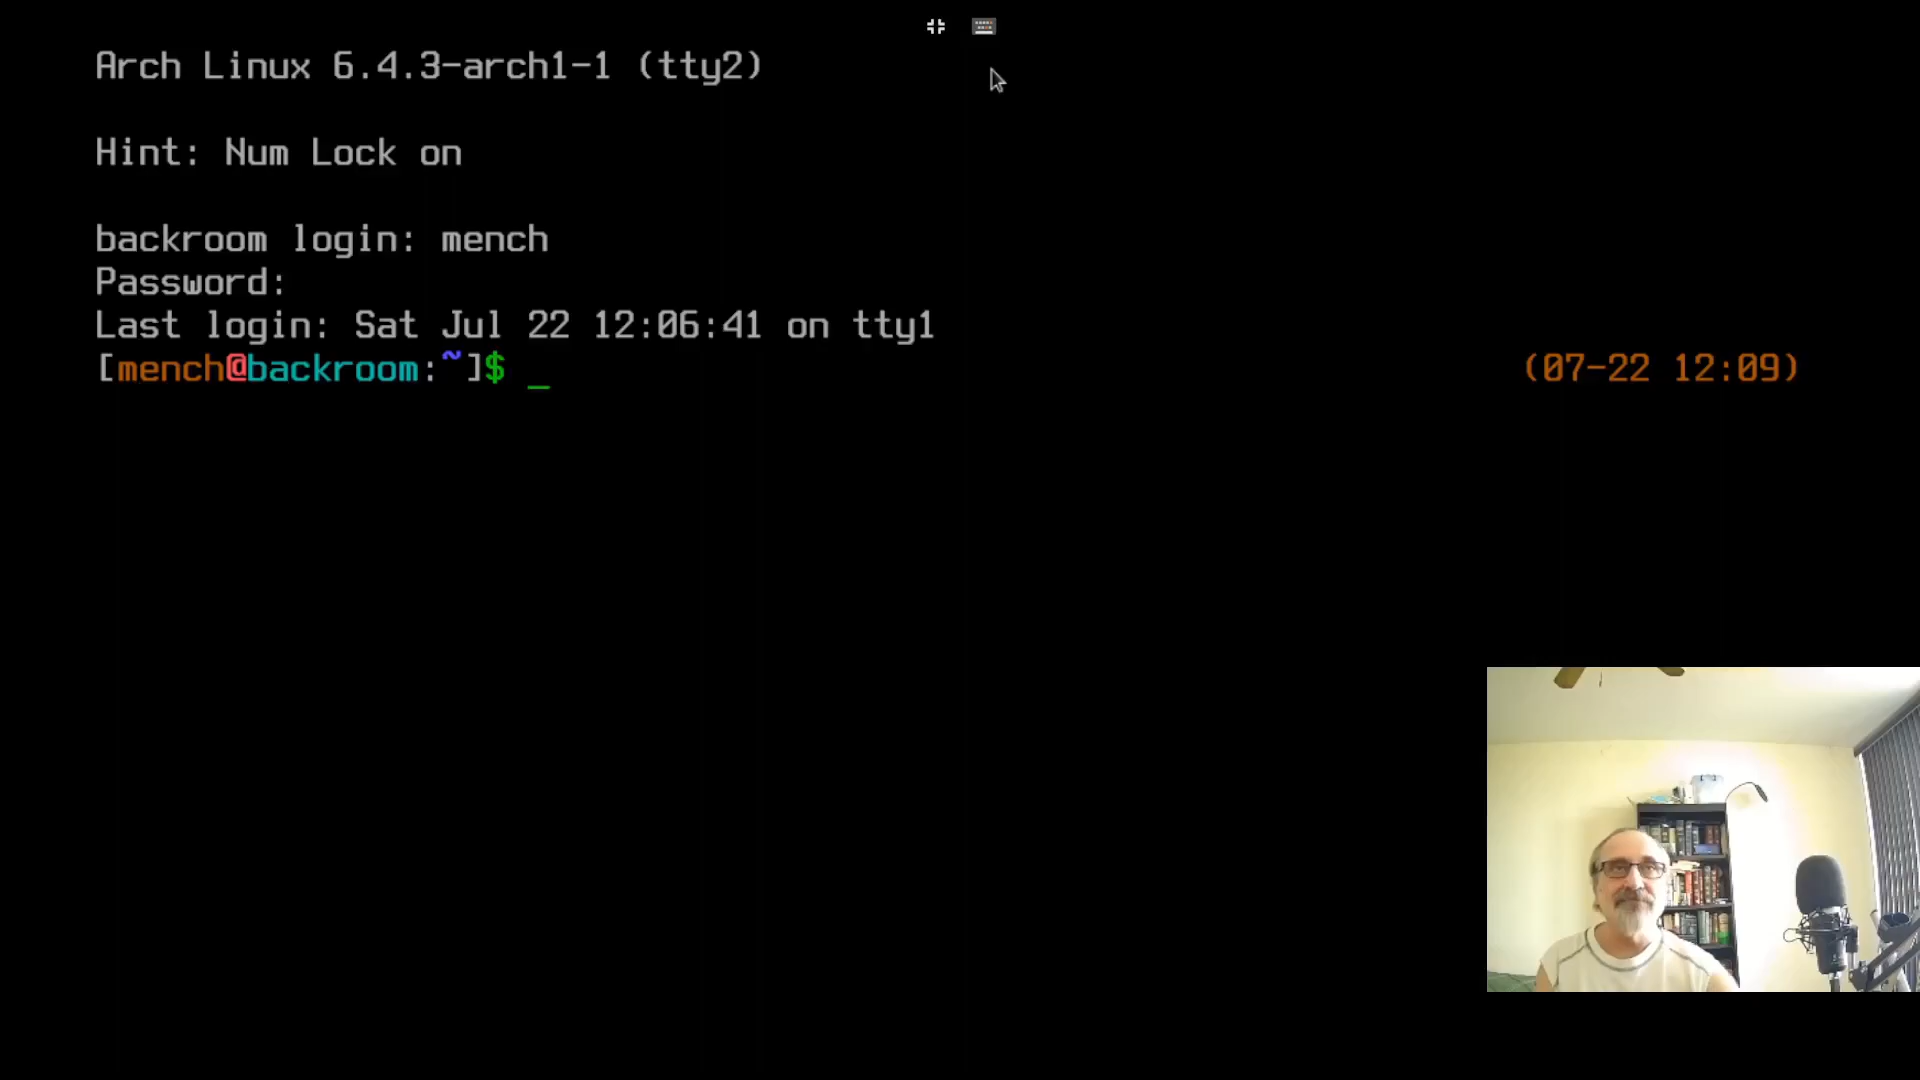 Arch Linux 6.4.3-arch1-1 (tty2)
Hint: Num Lock on
backroom login: mench
Password:
Last login: Sat Jul 22 12:06:41 on tty1
[mench@backroom:~]$ _ (07-22 12:09)